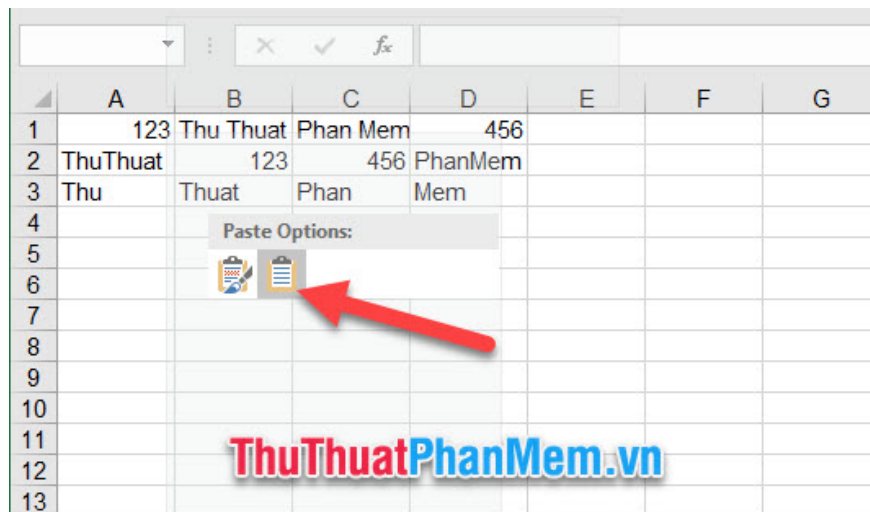 fx
A B C D E F G
1 123 Thu Thuat Phan Mem 456
2 ThuThuat 123 456 PhanMem
3 Thu Thuat Phan Mem
4
Paste Options:
5
6
7
8
9
10
11
ThuThuatPhanMem.vn
12
13